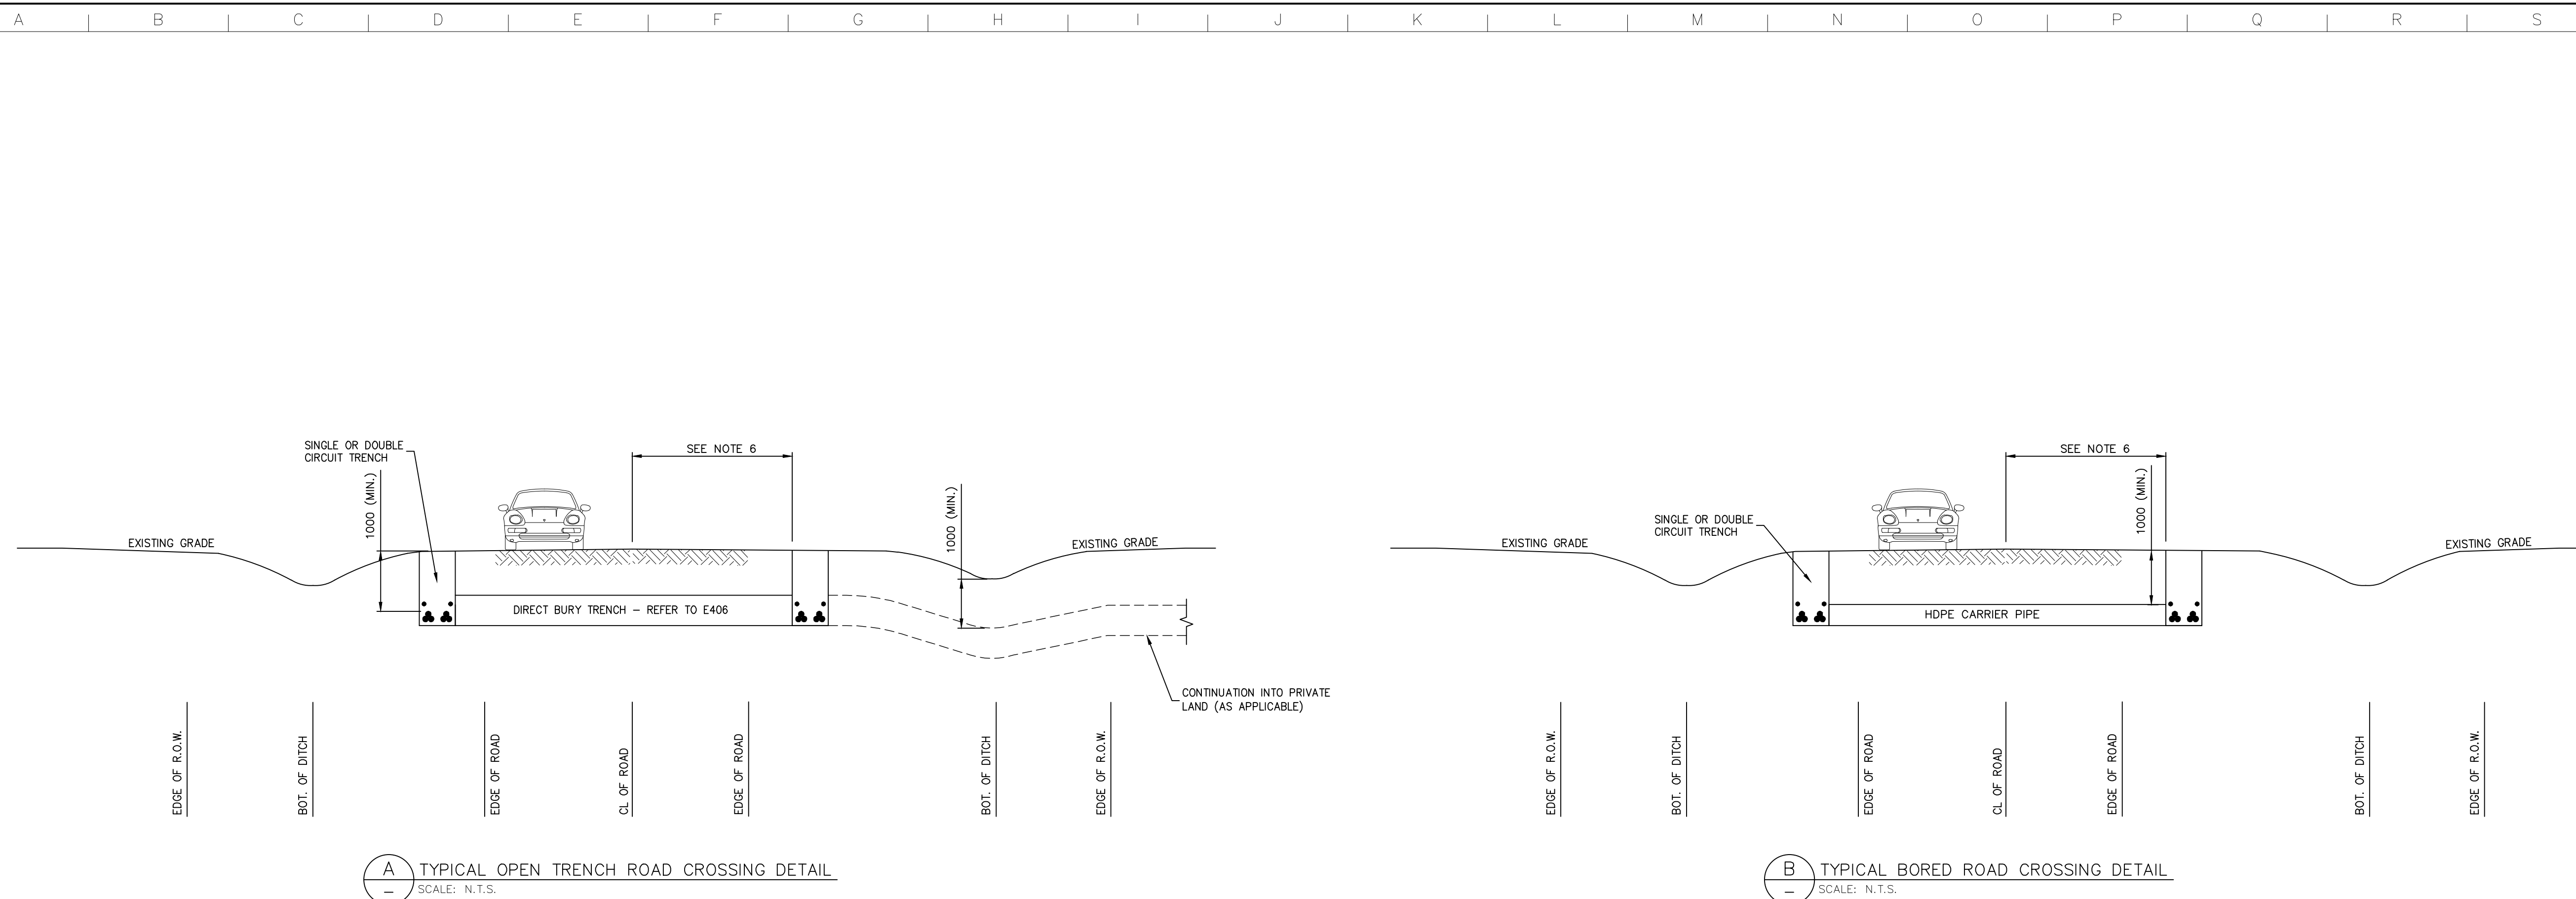 A B C D E F G H I J K L M N O P Q R S
SINGLE OR DOUBLE
CIRCUIT TRENCH
1000 (MIN.)
SEE NOTE 6
1000 (MIN.)
EXISTING GRADE
EXISTING GRADE
DIRECT BURY TRENCH – REFER TO E406
CONTINUATION INTO PRIVATE
LAND (AS APPLICABLE)
EDGE OF R.O.W.
BOT. OF DITCH
EDGE OF ROAD
CL OF ROAD
EDGE OF ROAD
BOT. OF DITCH
EDGE OF R.O.W.
A
–
TYPICAL OPEN TRENCH ROAD CROSSING DETAIL
SCALE: N.T.S.
SEE NOTE 6
1000 (MIN.)
SINGLE OR DOUBLE
CIRCUIT TRENCH
EXISTING GRADE
EXISTING GRADE
HDPE CARRIER PIPE
EDGE OF R.O.W.
BOT. OF DITCH
EDGE OF ROAD
CL OF ROAD
EDGE OF ROAD
BOT. OF DITCH
EDGE OF R.O.W.
B
–
TYPICAL BORED ROAD CROSSING DETAIL
SCALE: N.T.S.